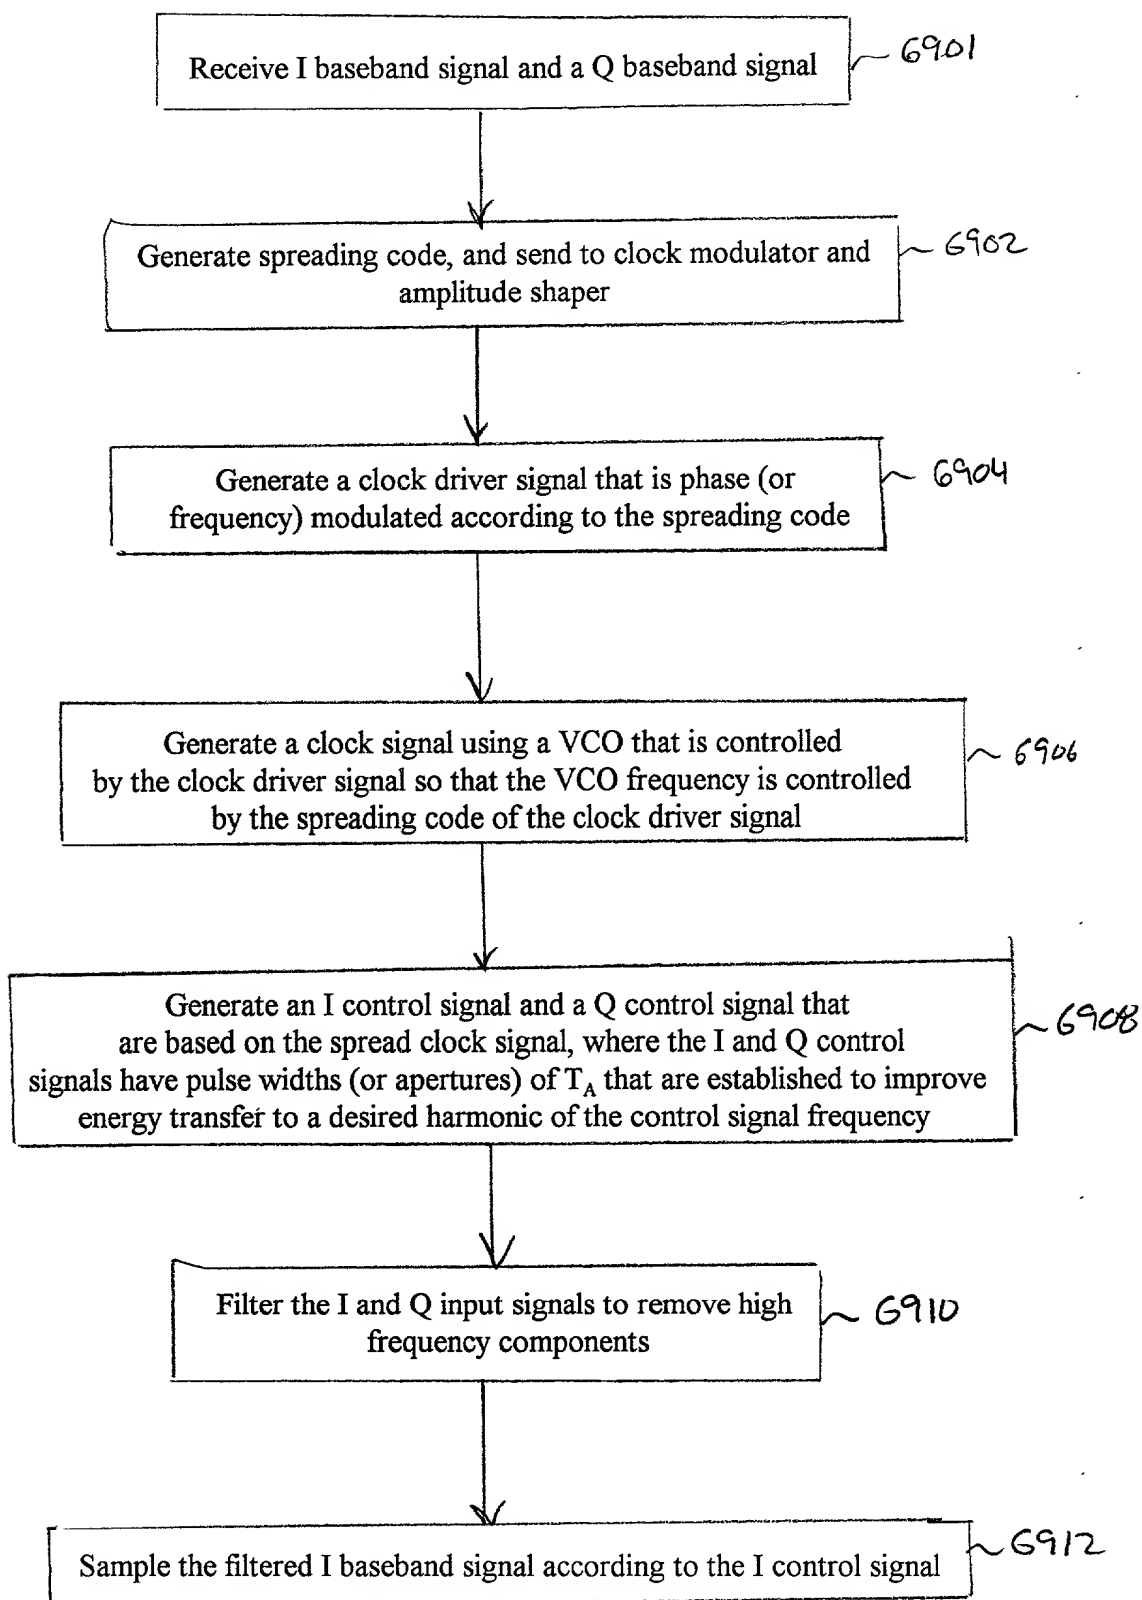 Receive I baseband signal and a Q baseband signal
6901
Generate spreading code, and send to clock modulator and
amplitude shaper
6902
Generate a clock driver signal that is phase (or
frequency) modulated according to the spreading code
6904
Generate a clock signal using a VCO that is controlled
by the clock driver signal so that the VCO frequency is controlled
by the spreading code of the clock driver signal
6906
Generate an I control signal and a Q control signal that
are based on the spread clock signal, where the I and Q control
signals have pulse widths (or apertures) of T_A that are established to improve
energy transfer to a desired harmonic of the control signal frequency
6908
Filter the I and Q input signals to remove high
frequency components
6910
Sample the filtered I baseband signal according to the I control signal
6912